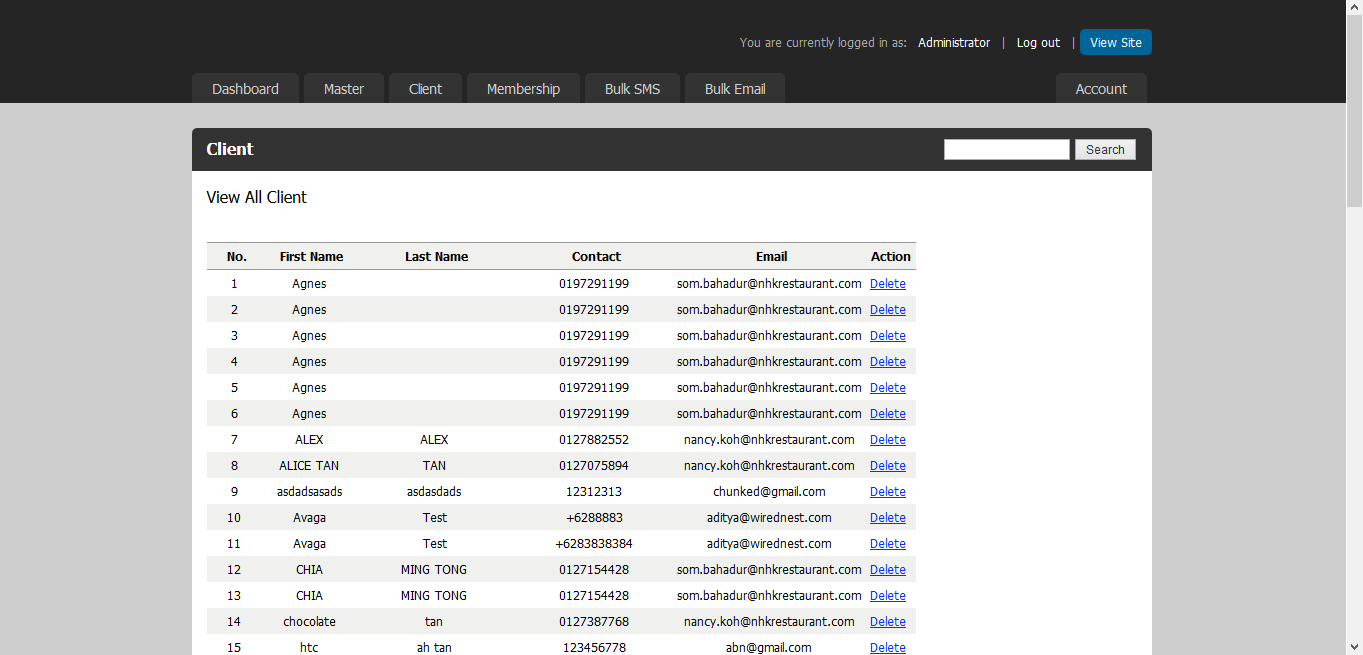 You are currently logged in as: Administrator | Log out | View Site
Dashboard Master Client Membership Bulk SMS Bulk Email Account
Client Search
View All Client
No. First Name Last Name Contact Email Action
1 Agnes 0197291199 som.bahadur@nhkrestaurant.com Delete
2 Agnes 0197291199 som.bahadur@nhkrestaurant.com Delete
3 Agnes 0197291199 som.bahadur@nhkrestaurant.com Delete
4 Agnes 0197291199 som.bahadur@nhkrestaurant.com Delete
5 Agnes 0197291199 som.bahadur@nhkrestaurant.com Delete
6 Agnes 0197291199 som.bahadur@nhkrestaurant.com Delete
7 ALEX ALEX 0127882552 nancy.koh@nhkrestaurant.com Delete
8 ALICE TAN TAN 0127075894 nancy.koh@nhkrestaurant.com Delete
9 asdadsasads asdasdads 12312313 chunked@gmail.com Delete
10 Avaga Test +6288883 aditya@wirednest.com Delete
11 Avaga Test +6283838384 aditya@wirednest.com Delete
12 CHIA MING TONG 0127154428 som.bahadur@nhkrestaurant.com Delete
13 CHIA MING TONG 0127154428 som.bahadur@nhkrestaurant.com Delete
14 chocolate tan 0127387768 nancy.koh@nhkrestaurant.com Delete
15 htc ah tan 123456778 abn@gmail.com Delete